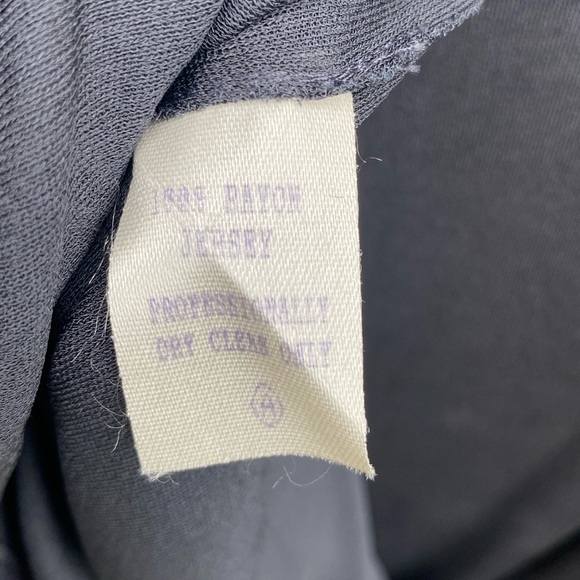 100% RAYON
JERSEY
PROFESSIONALLY
DRY CLEAN ONLY